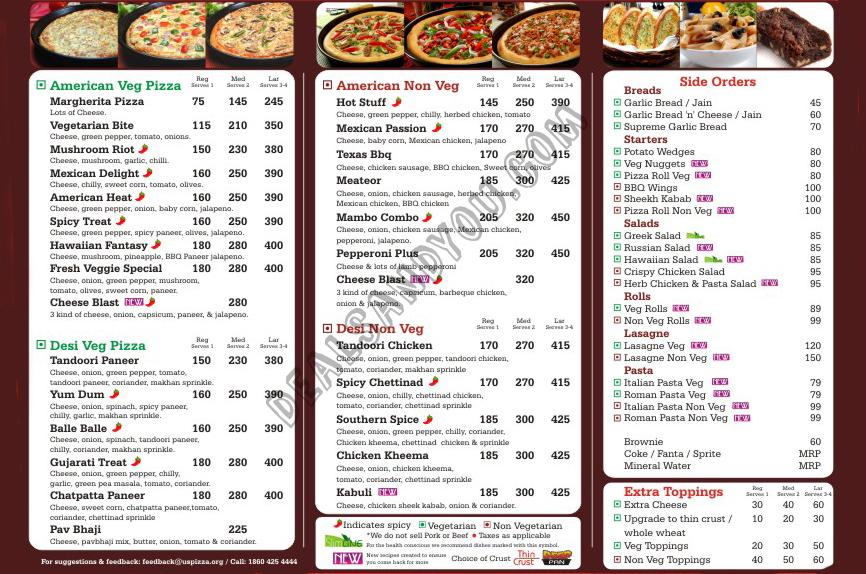 American Veg Pizza Reg Serves 1 Med Serves 2 Lar Serves 3-4
Margherita Pizza 75 145 245
Lots of Cheese.
Vegetarian Bite 115 210 350
Cheese, green pepper, tomato, onions.
Mushroom Riot 150 230 380
Cheese, mushroom, garlic, chilli.
Mexican Delight 160 250 390
Cheese, chilly, sweet corn, tomato, olives.
American Heat 160 250 390
Cheese, green pepper, onion, baby corn, jalapeno.
Spicy Treat 160 250 390
Cheese, green pepper, spicy paneer, olives, jalapeno.
Hawaiian Fantasy 180 280 400
Cheese, mushroom, pineapple, BBQ Paneer jalapeno.
Fresh Veggie Special 180 280 400
Cheese, onion, green pepper, mushroom,
tomato, olives, sweet corn, paneer.
Cheese Blast NEW 280
3 kind of cheese, onion, capsicum, paneer, & jalapeno.
Desi Veg Pizza Reg Serves 1 Med Serves 2 Lar Serves 3-4
Tandoori Paneer 150 230 380
Cheese, onion, green pepper, tomato,
tandoori paneer, coriander, makhan sprinkle.
Yum Dum 160 250 390
Cheese, onion, spinach, spicy paneer,
chilly, garlic, makhan sprinkle.
Balle Balle 160 250 390
Cheese, onion, spinach, tandoori paneer,
chilly, coriander, makhan sprinkle.
Gujarati Treat 180 280 400
Cheese, onion, green pepper, chilly,
garlic, green pea masala, tomato, coriander.
Chatpatta Paneer 180 280 400
Cheese, sweet corn, chatpatta paneer,tomato,
coriander, chettinad sprinkle
Pav Bhaji 225
Cheese, pavbhaji mix, butter, onion, tomato & coriander.
For suggestions & feedback: feedback@uspizza.org / Call: 1860 425 4444
American Non Veg Reg Serves 1 Med Serves 2 Lar Serves 3-4
Hot Stuff 145 250 390
Cheese, green pepper, chilly, herbed chicken, tomato
Mexican Passion 170 270 415
Cheese, baby corn, Mexican chicken, jalapeno
Texas Bbq 170 270 415
Cheese, chicken sausage, BBQ chicken, Sweet corn, olives
Meateor 185 300 425
Cheese, onion, chicken sausage, herbed chicken,
Mexican chicken, BBQ chicken
Mambo Combo 205 320 450
Cheese, onion, chicken sausage, Mexican chicken,
pepperoni, jalapeno.
Pepperoni Plus 205 320 450
Cheese & lots of lamb pepperoni
Cheese Blast NEW 320
3 kind of cheese, capsicum, barbeque chicken,
onion & jalapeno.
Desi Non Veg Reg Serves 1 Med Serves 2 Lar Serves 3-4
Tandoori Chicken 170 270 415
Cheese, onion, green pepper, tandoori chicken,
tomato, coriander, makhan sprinkle
Spicy Chettinad 170 270 415
Cheese, onion, chilly, chettinad chicken,
tomato, coriander, chettinad sprinkle
Southern Spice 185 300 425
Cheese, onion, green pepper, chilly, coriander,
Chicken kheema, chettinad chicken & sprinkle
Chicken Kheema 185 300 425
Cheese, onion, chicken kheema,
tomato, coriander, chettinad sprinkle
Kabuli NEW 185 300 425
Cheese, chicken sheek kabab, onion & coriander.
Indicates spicy Vegetarian Non Vegetarian
*We do not sell Pork or Beef • Taxes as applicable
For the health conscious we recommend dishes marked with this symbol.
NEW New recipes created to ensure you come back for more
Choice of Crust Thin Crust PAN
Side Orders
Breads
Garlic Bread / Jain 45
Garlic Bread 'n' Cheese / Jain 60
Supreme Garlic Bread 70
Starters
Potato Wedges 80
Veg Nuggets NEW 80
Pizza Roll Veg NEW 80
BBQ Wings 100
Sheekh Kabab NEW 100
Pizza Roll Non Veg NEW 100
Salads
Greek Salad 85
Russian Salad NEW 85
Hawaiian Salad NEW 85
Crispy Chicken Salad 95
Herb Chicken & Pasta Salad NEW 95
Rolls
Veg Rolls NEW 89
Non Veg Rolls NEW 99
Lasagne
Lasagne Veg NEW 120
Lasagne Non Veg NEW 150
Pasta
Italian Pasta Veg NEW 79
Roman Pasta Veg NEW 79
Italian Pasta Non Veg NEW 99
Roman Pasta Non Veg NEW 99
Brownie 60
Coke / Fanta / Sprite MRP
Mineral Water MRP
Extra Toppings Reg Serves 1 Med Serves 2 Lar Serves 3-4
Extra Cheese 30 40 60
Upgrade to thin crust / 10 20 30
whole wheat
Veg Toppings 20 30 50
Non Veg Toppings 40 50 60
DEALSANDYOU.COM